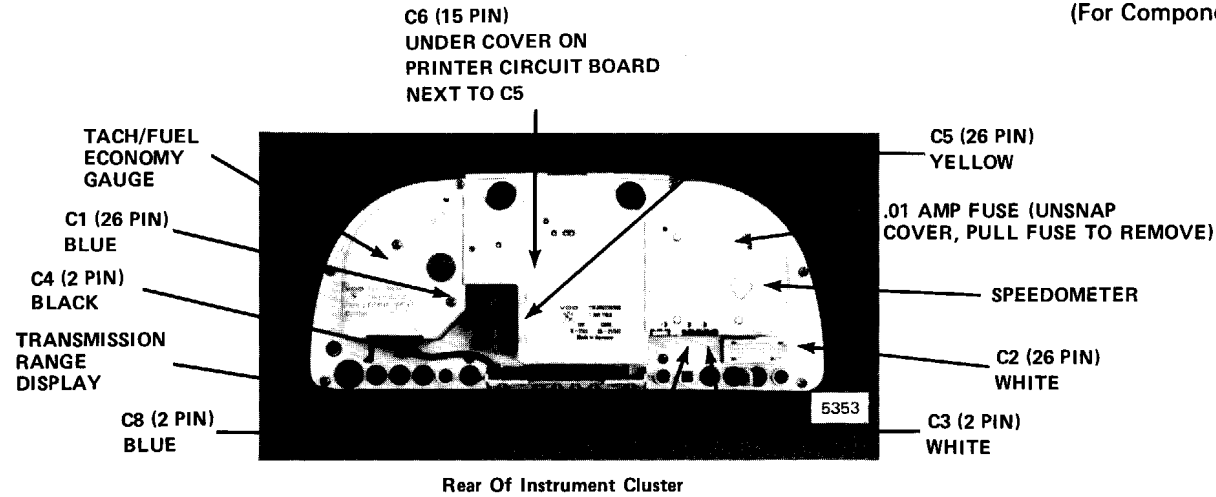 (For Compone
C6 (15 PIN)
UNDER COVER ON
PRINTER CIRCUIT BOARD
NEXT TO C5
TACH/FUEL
ECONOMY
GAUGE
C1 (26 PIN)
BLUE
C4 (2 PIN)
BLACK
TRANSMISSION
RANGE
DISPLAY
C8 (2 PIN)
BLUE
C5 (26 PIN)
YELLOW
.01 AMP FUSE (UNSNAP
COVER, PULL FUSE TO REMOVE)
SPEEDOMETER
C2 (26 PIN)
WHITE
C3 (2 PIN)
WHITE
5353
Rear Of Instrument Cluster